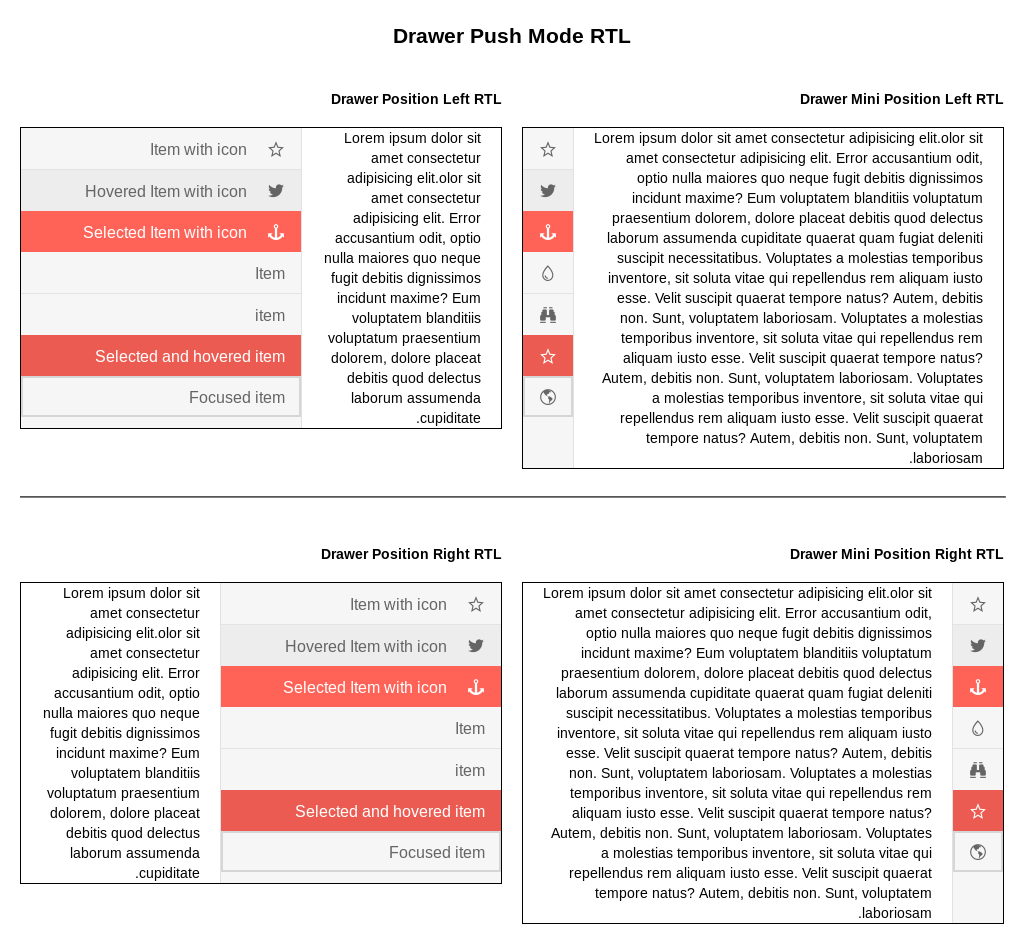 Drawer Push Mode RTL
Drawer Position Left RTL
Item with icon
Hovered Item with icon
Selected Item with icon
Item
item
Selected and hovered item
Focused item
Lorem ipsum dolor sit
amet consectetur
adipisicing elit.olor sit
amet consectetur
adipisicing elit. Error
accusantium odit, optio
nulla maiores quo neque
fugit debitis dignissimos
incidunt maxime? Eum
voluptatem blanditiis
voluptatum praesentium
dolorem, dolore placeat
debitis quod delectus
laborum assumenda
.cupiditate
Drawer Mini Position Left RTL
Lorem ipsum dolor sit amet consectetur adipisicing elit.olor sit
amet consectetur adipisicing elit. Error accusantium odit,
optio nulla maiores quo neque fugit debitis dignissimos
incidunt maxime? Eum voluptatem blanditiis voluptatum
praesentium dolorem, dolore placeat debitis quod delectus
laborum assumenda cupiditate quaerat quam fugiat deleniti
suscipit necessitatibus. Voluptates a molestias temporibus
inventore, sit soluta vitae qui repellendus rem aliquam iusto
esse. Velit suscipit quaerat tempore natus? Autem, debitis
non. Sunt, voluptatem laboriosam. Voluptates a molestias
temporibus inventore, sit soluta vitae qui repellendus rem
aliquam iusto esse. Velit suscipit quaerat tempore natus?
Autem, debitis non. Sunt, voluptatem laboriosam. Voluptates
a molestias temporibus inventore, sit soluta vitae qui
repellendus rem aliquam iusto esse. Velit suscipit quaerat
tempore natus? Autem, debitis non. Sunt, voluptatem
.laboriosam
Drawer Position Right RTL
Lorem ipsum dolor sit
amet consectetur
adipisicing elit.olor sit
amet consectetur
adipisicing elit. Error
accusantium odit, optio
nulla maiores quo neque
fugit debitis dignissimos
incidunt maxime? Eum
voluptatem blanditiis
voluptatum praesentium
dolorem, dolore placeat
debitis quod delectus
laborum assumenda
.cupiditate
Item with icon
Hovered Item with icon
Selected Item with icon
Item
item
Selected and hovered item
Focused item
Drawer Mini Position Right RTL
Lorem ipsum dolor sit amet consectetur adipisicing elit.olor sit
amet consectetur adipisicing elit. Error accusantium odit,
optio nulla maiores quo neque fugit debitis dignissimos
incidunt maxime? Eum voluptatem blanditiis voluptatum
praesentium dolorem, dolore placeat debitis quod delectus
laborum assumenda cupiditate quaerat quam fugiat deleniti
suscipit necessitatibus. Voluptates a molestias temporibus
inventore, sit soluta vitae qui repellendus rem aliquam iusto
esse. Velit suscipit quaerat tempore natus? Autem, debitis
non. Sunt, voluptatem laboriosam. Voluptates a molestias
temporibus inventore, sit soluta vitae qui repellendus rem
aliquam iusto esse. Velit suscipit quaerat tempore natus?
Autem, debitis non. Sunt, voluptatem laboriosam. Voluptates
a molestias temporibus inventore, sit soluta vitae qui
repellendus rem aliquam iusto esse. Velit suscipit quaerat
tempore natus? Autem, debitis non. Sunt, voluptatem
.laboriosam